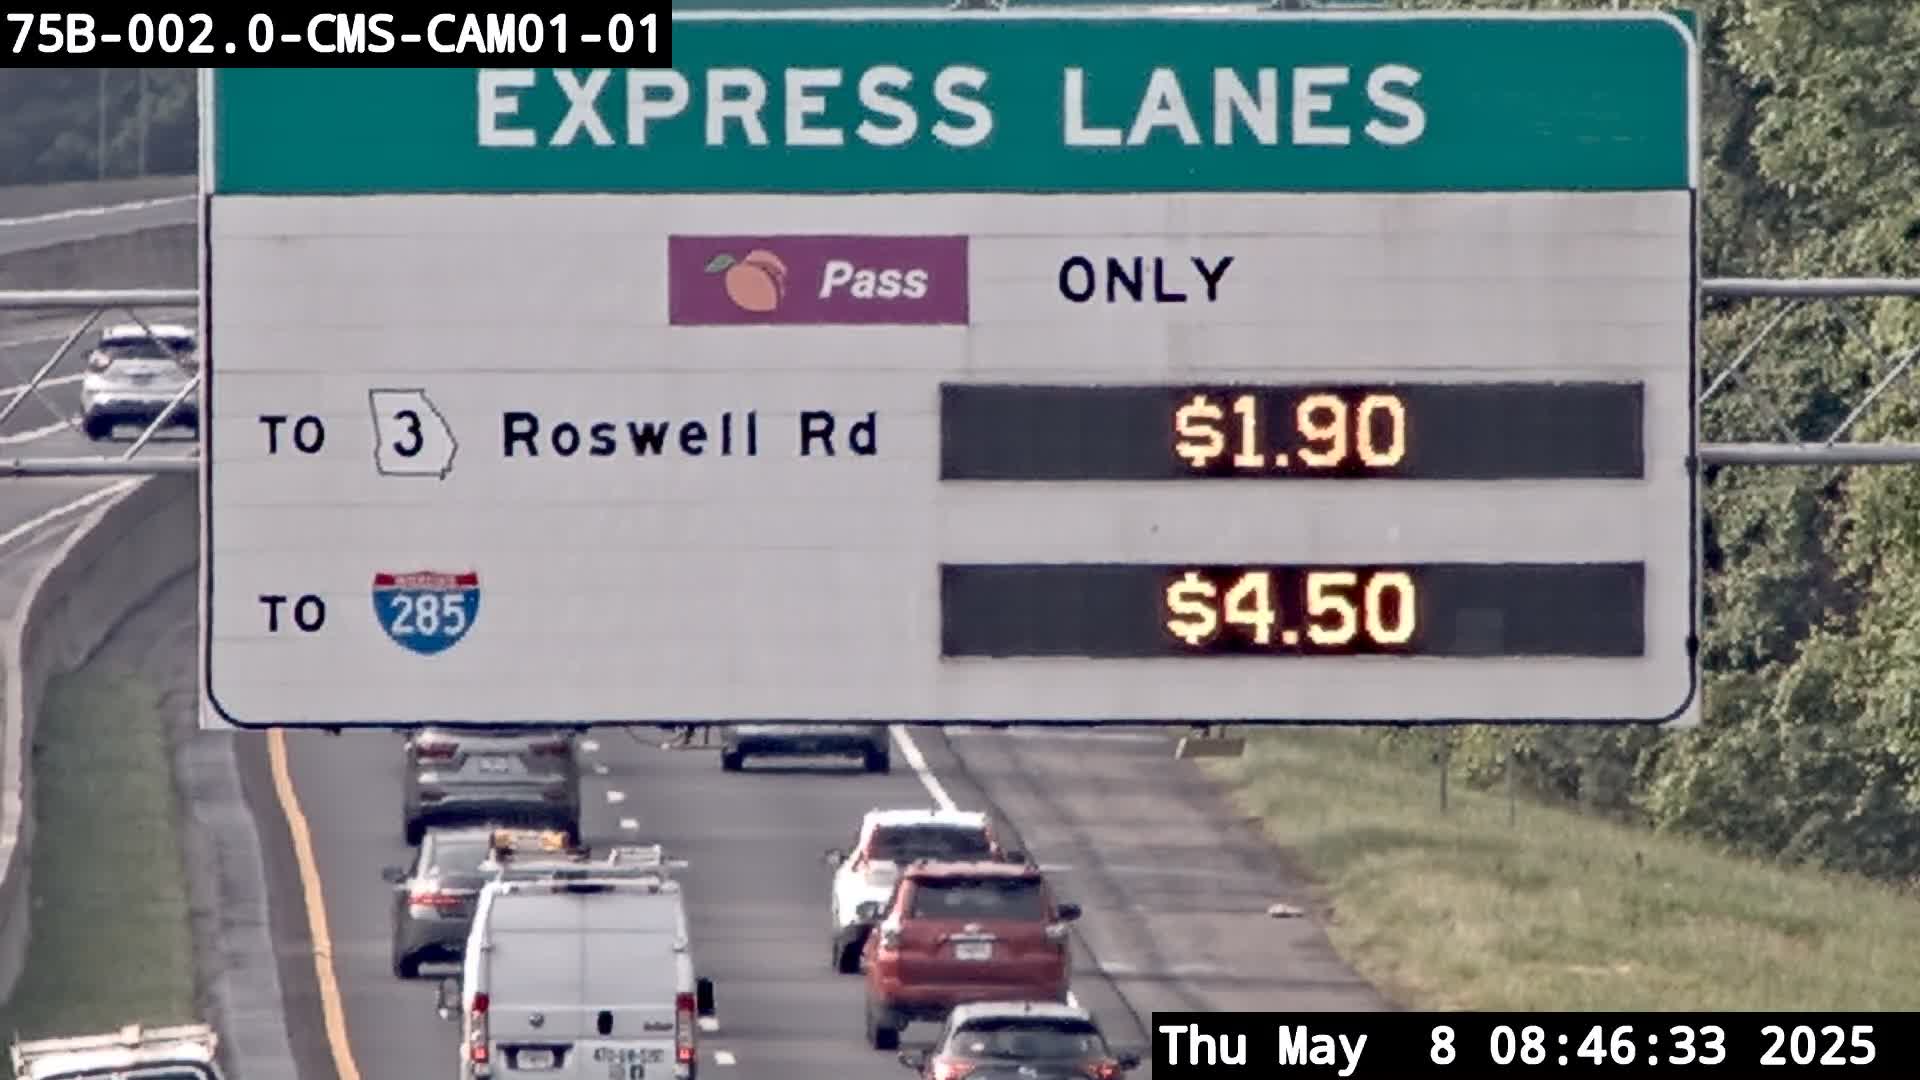 75B-002.0-CMS-CAM01-01
EXPRESS LANES
Pass ONLY
TO 3 Roswell Rd $1.90
TO 285 $4.50
Thu May 8 08:46:33 2025